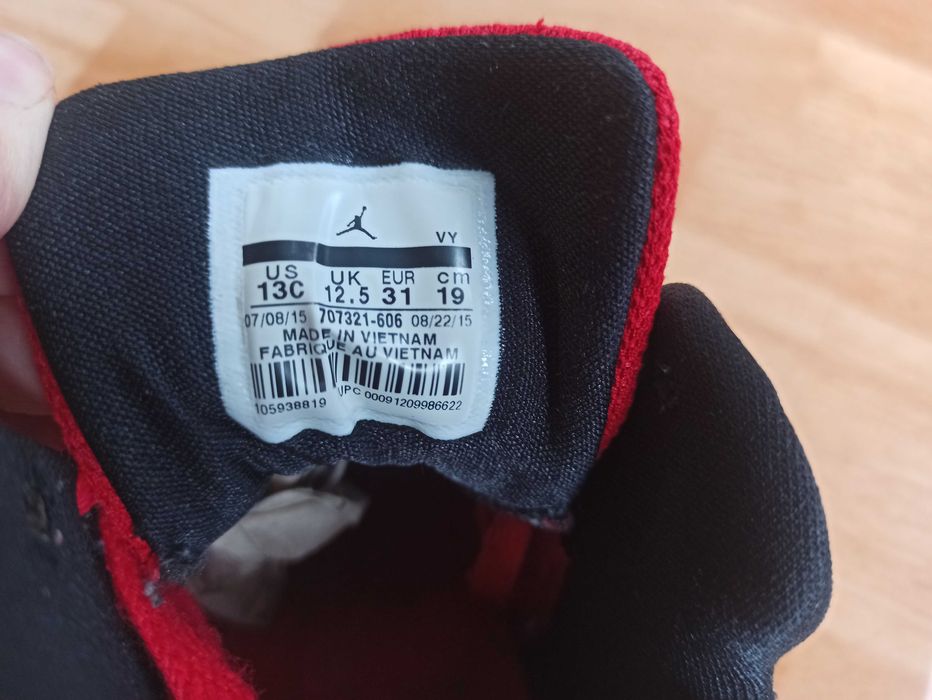 VY
US UK EUR cm
13C 12.5 31 19
07/08/15 707321-606 08/22/15
MADE IN VIETNAM
FABRIQUE AU VIETNAM
105938819 UPC 00091209986622